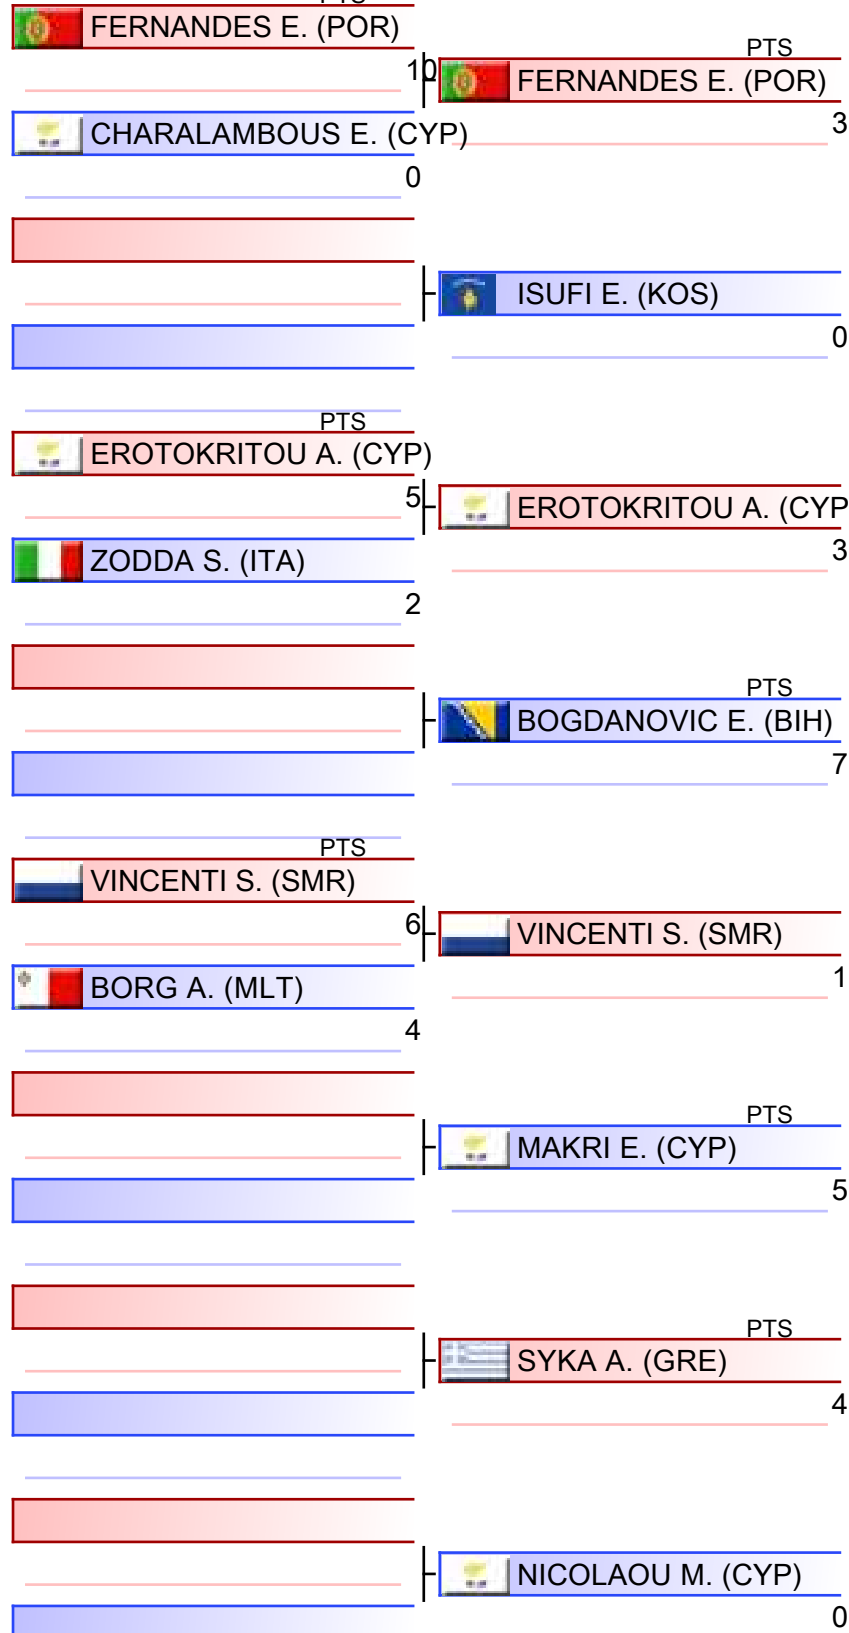 PTS
FERNANDES E. (POR)
10
CHARALAMBOUS E. (CYP)
0
PTS
EROTOKRITOU A. (CYP)
5
ZODDA S. (ITA)
2
PTS
VINCENTI S. (SMR)
6
BORG A. (MLT)
4
PTS
FERNANDES E. (POR)
3
ISUFI E. (KOS)
0
EROTOKRITOU A. (CYP
3
PTS
BOGDANOVIC E. (BIH)
7
VINCENTI S. (SMR)
1
PTS
MAKRI E. (CYP)
5
PTS
SYKA A. (GRE)
4
NICOLAOU M. (CYP)
0